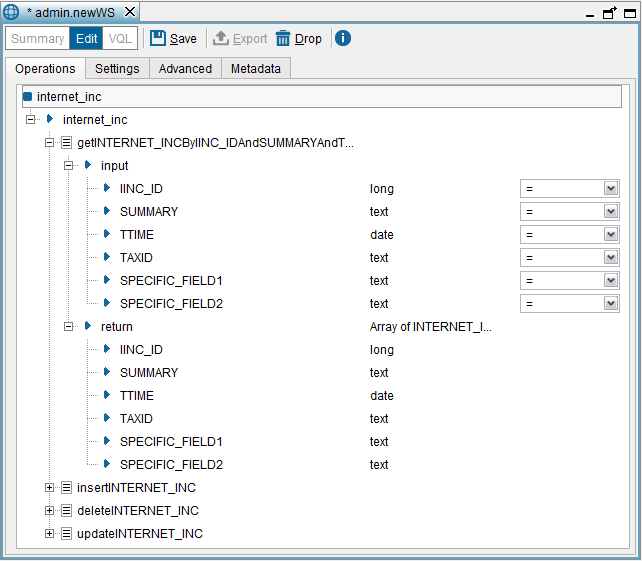 * admin.newWS
Summary Edit VQL Save Export Drop
Operations Settings Advanced Metadata
internet_inc
internet_inc
getINTERNET_INCByIINC_IDAndSUMMARYAndT...
input
IINC_ID long =
SUMMARY text =
TTIME date =
TAXID text =
SPECIFIC_FIELD1 text =
SPECIFIC_FIELD2 text =
return Array of INTERNET_I...
IINC_ID long
SUMMARY text
TTIME date
TAXID text
SPECIFIC_FIELD1 text
SPECIFIC_FIELD2 text
insertINTERNET_INC
deleteINTERNET_INC
updateINTERNET_INC